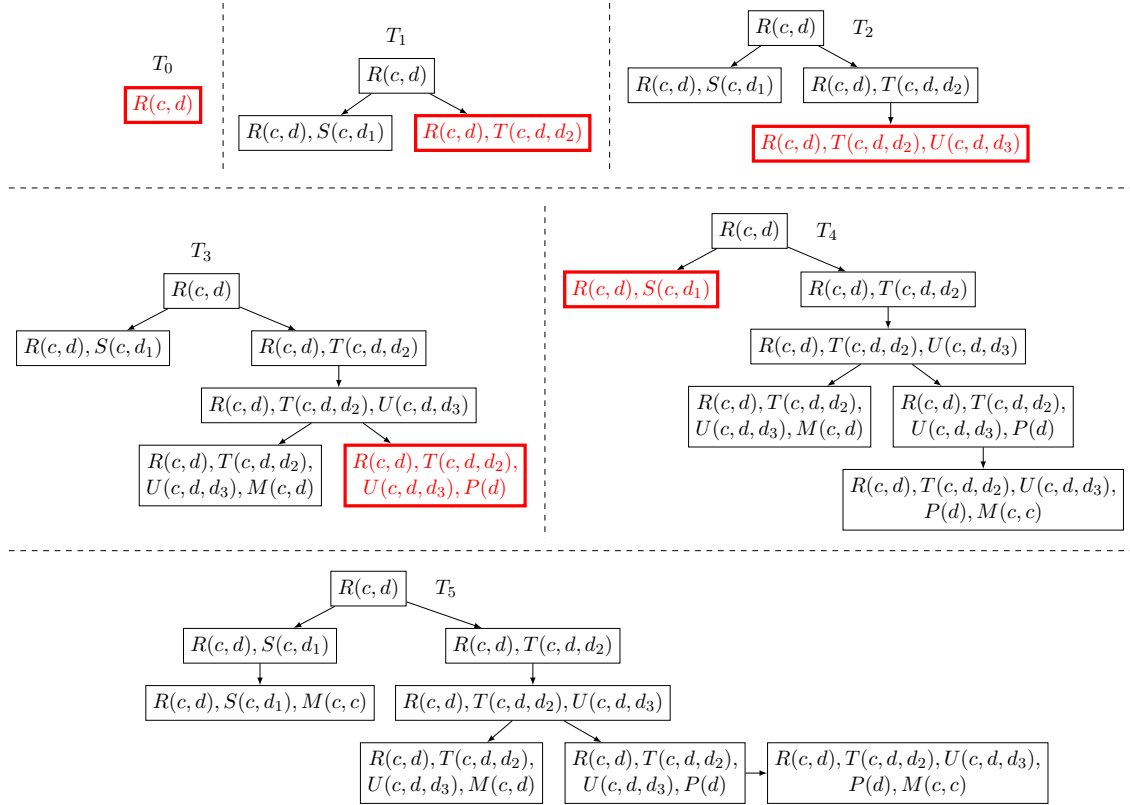 T₀
R(c, d)
T₁
R(c, d)
R(c, d), S(c, d₁)
R(c, d), T(c, d, d₂)
R(c, d)
T₂
R(c, d), S(c, d₁)
R(c, d), T(c, d, d₂)
R(c, d), T(c, d, d₂), U(c, d, d₃)
T₃
R(c, d)
R(c, d), S(c, d₁)
R(c, d), T(c, d, d₂)
R(c, d), T(c, d, d₂), U(c, d, d₃)
R(c, d), T(c, d, d₂),
U(c, d, d₃), M(c, d)
R(c, d), T(c, d, d₂),
U(c, d, d₃), P(d)
R(c, d)
T₄
R(c, d), S(c, d₁)
R(c, d), T(c, d, d₂)
R(c, d), T(c, d, d₂), U(c, d, d₃)
R(c, d), T(c, d, d₂),
U(c, d, d₃), M(c, d)
R(c, d), T(c, d, d₂),
U(c, d, d₃), P(d)
R(c, d), T(c, d, d₂), U(c, d, d₃),
P(d), M(c, c)
R(c, d)
T₅
R(c, d), S(c, d₁)
R(c, d), T(c, d, d₂)
R(c, d), S(c, d₁), M(c, c)
R(c, d), T(c, d, d₂), U(c, d, d₃)
R(c, d), T(c, d, d₂),
U(c, d, d₃), M(c, d)
R(c, d), T(c, d, d₂),
U(c, d, d₃), P(d)
R(c, d), T(c, d, d₂), U(c, d, d₃),
P(d), M(c, c)